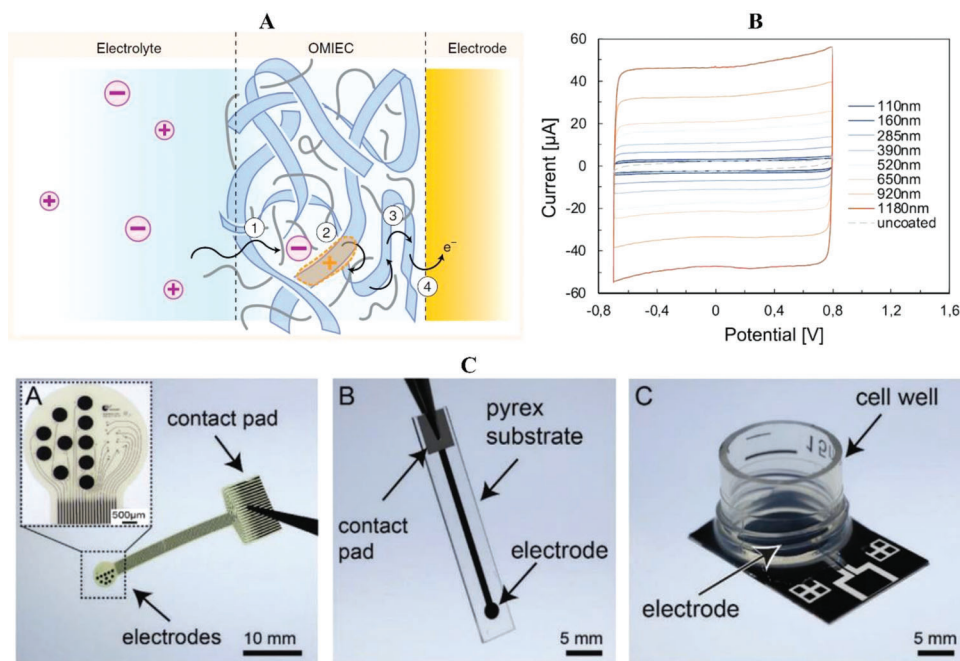 A
Electrolyte
OMIEC
Electrode
−
+
−
+
+
1
2
3
−
+
e⁻
4
B
Current [µA]
60
40
20
0
-20
-40
-60
-0,8
-0,4
0
0,4
0,8
1,2
1,6
Potential [V]
110nm
160nm
285nm
390nm
520nm
650nm
920nm
1180nm
uncoated
C
A
500µm
contact pad
electrodes
10 mm
B
pyrex
substrate
contact
pad
electrode
5 mm
C
cell well
electrode
5 mm